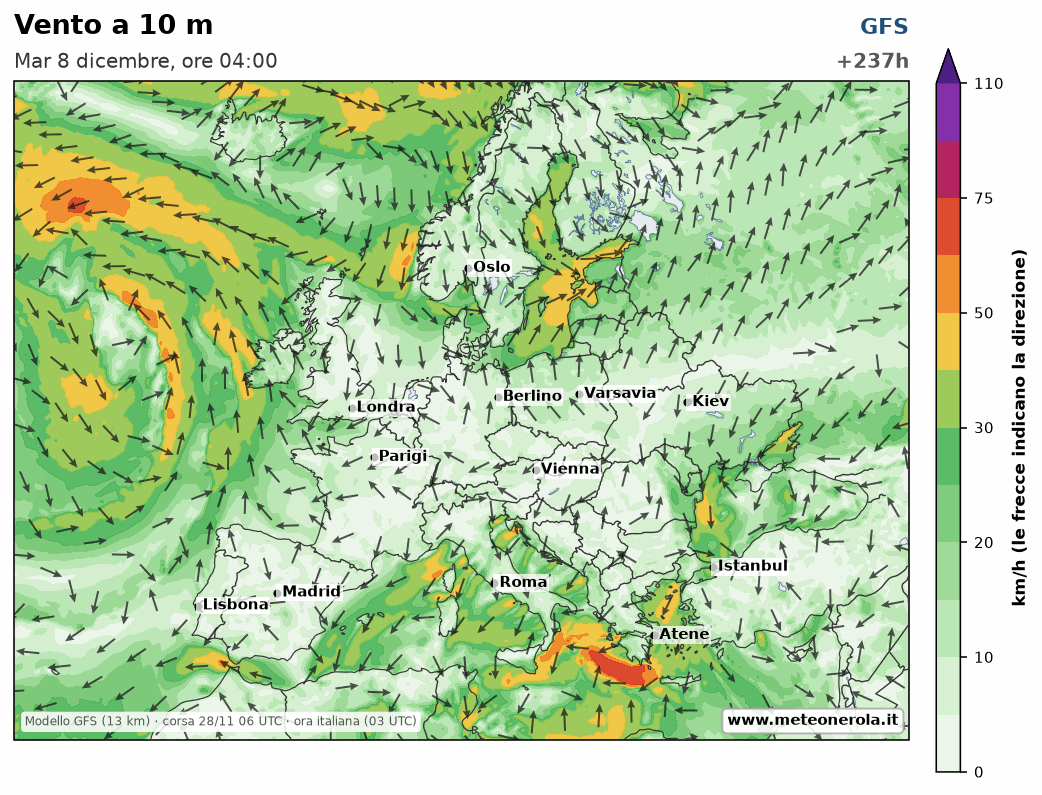 Vento a 10 m
GFS
Mar 8 dicembre, ore 04:00
+237h
110
75
50
30
20
10
0
km/h (le frecce indicano la direzione)
Oslo
Londra
Berlino
Varsavia
Kiev
Parigi
Vienna
Istanbul
Roma
Madrid
Lisbona
Atene
Modello GFS (13 km) · corsa 28/11 06 UTC · ora italiana (03 UTC)
www.meteonerola.it